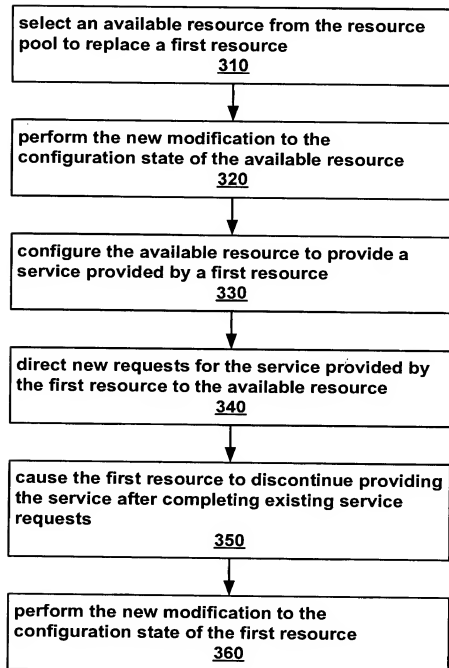 select an available resource from the resource
pool to replace a first resource
310
perform the new modification to the
configuration state of the available resource
320
configure the available resource to provide a
service provided by a first resource
330
direct new requests for the service provided by
the first resource to the available resource
340
cause the first resource to discontinue providing
the service after completing existing service
requests
350
perform the new modification to the
configuration state of the first resource
360